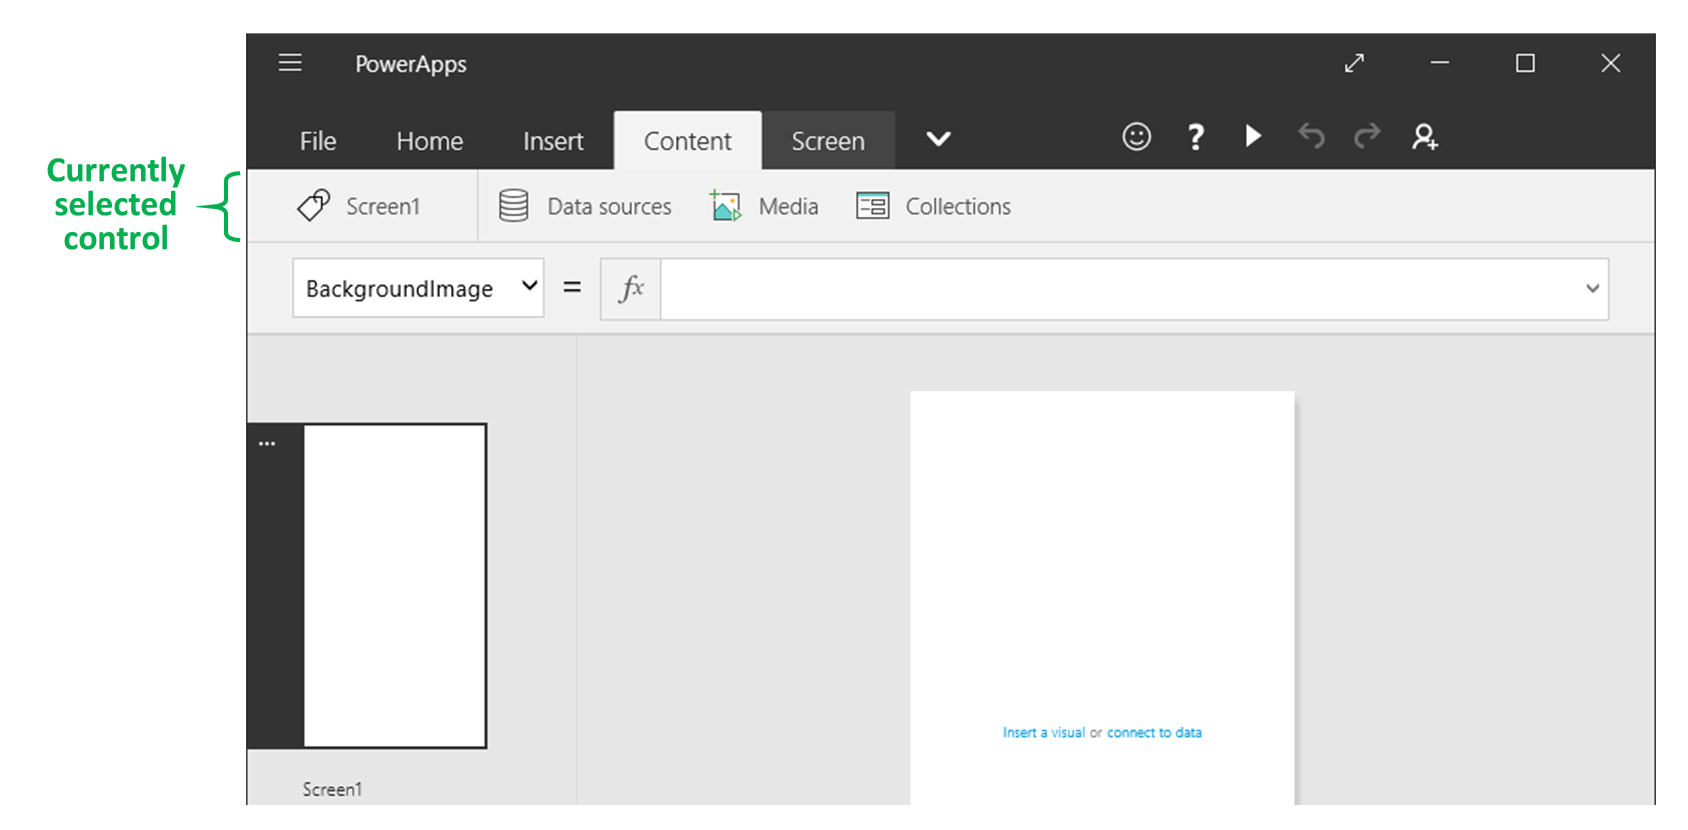 PowerApps
File Home Insert Content Screen ?
Currently
selected
control
Screen1 Data sources Media Collections
BackgroundImage = fx
Insert a visual or connect to data
Screen1